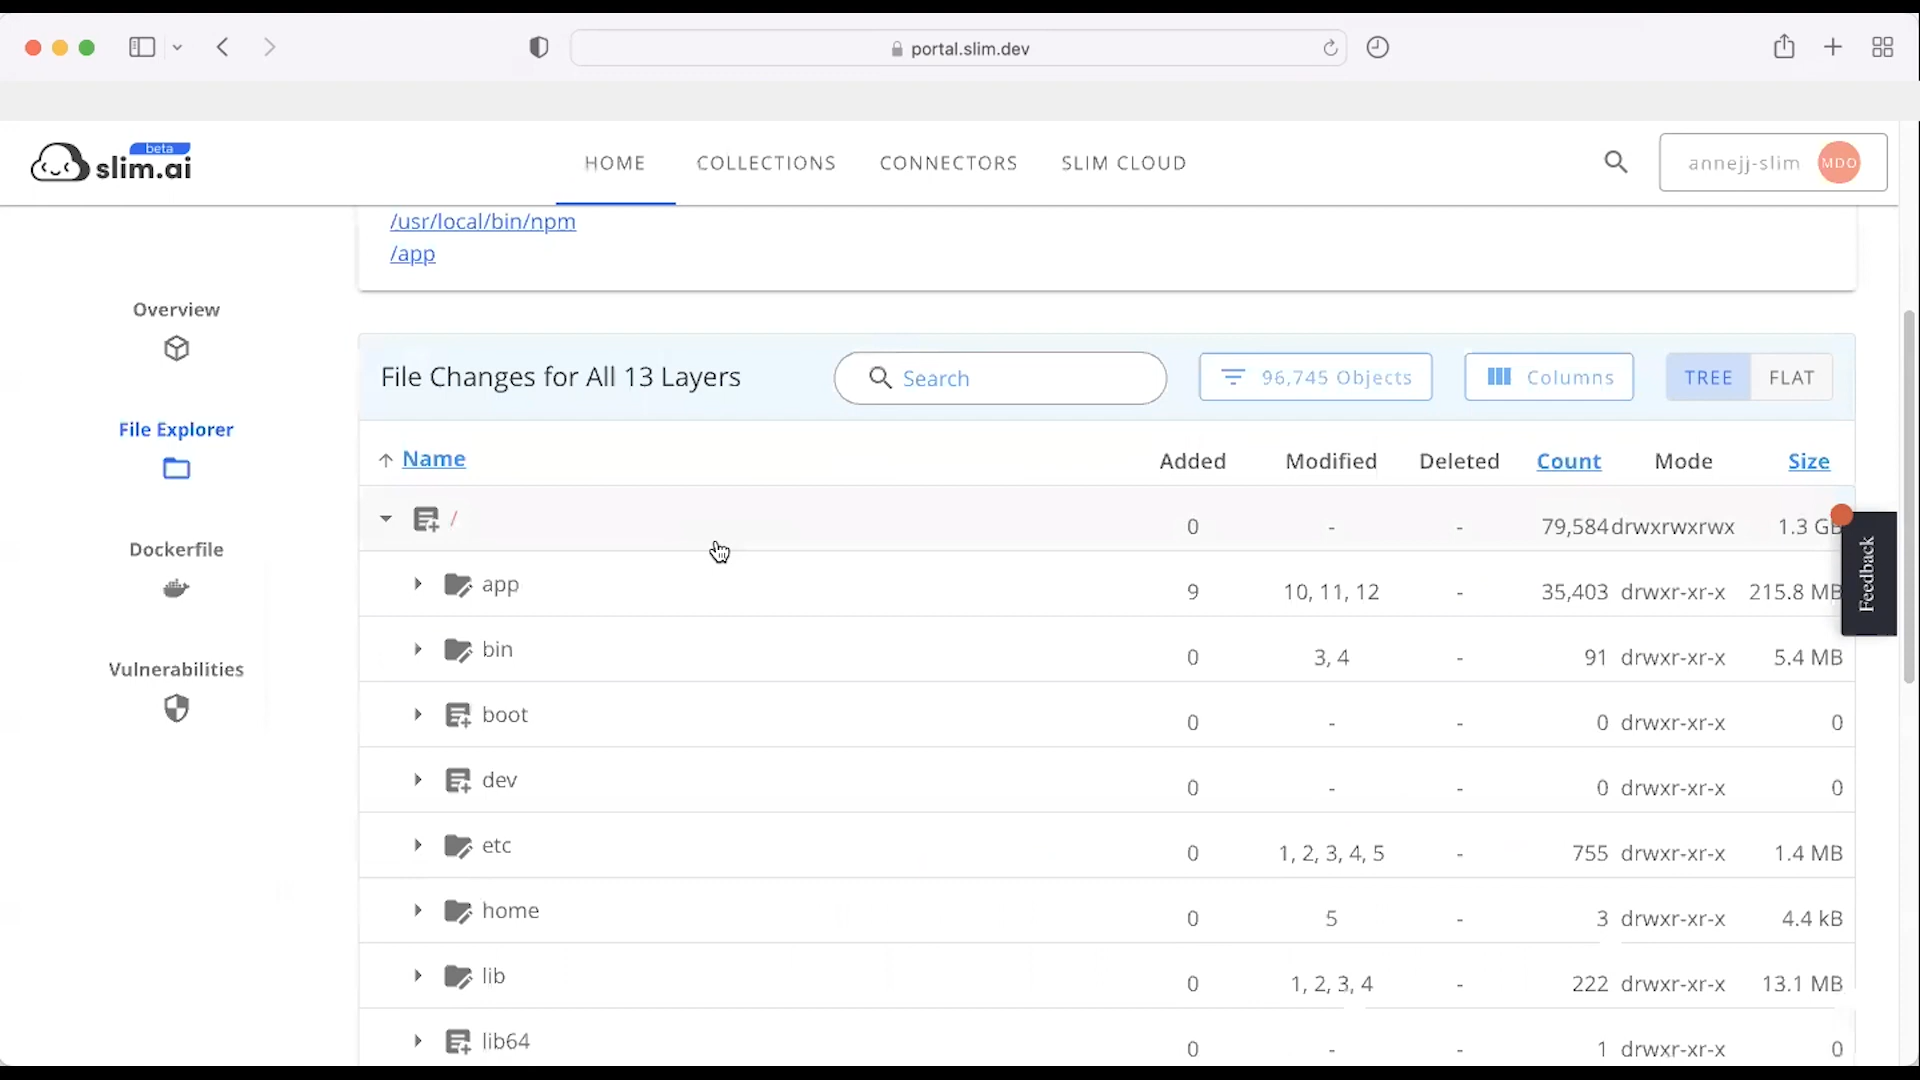 portal.slim.dev
beta
slim.ai
HOME COLLECTIONS CONNECTORS SLIM CLOUD
annejj-slim MDO
/usr/local/bin/npm
/app
Overview
File Explorer
Dockerfile
Vulnerabilities
File Changes for All 13 Layers
Search
96,745 Objects
Columns
TREE FLAT
Name Added Modified Deleted Count Mode Size
/ 0 - - 79,584 drwxrwxrwx 1.3 GB
app 9 10, 11, 12 - 35,403 drwxr-xr-x 215.8 MB
bin 0 3, 4 - 91 drwxr-xr-x 5.4 MB
boot 0 - - 0 drwxr-xr-x 0
dev 0 - - 0 drwxr-xr-x 0
etc 0 1, 2, 3, 4, 5 - 755 drwxr-xr-x 1.4 MB
home 0 5 - 3 drwxr-xr-x 4.4 kB
lib 0 1, 2, 3, 4 - 222 drwxr-xr-x 13.1 MB
lib64 0 - - 1 drwxr-xr-x 0
Feedback